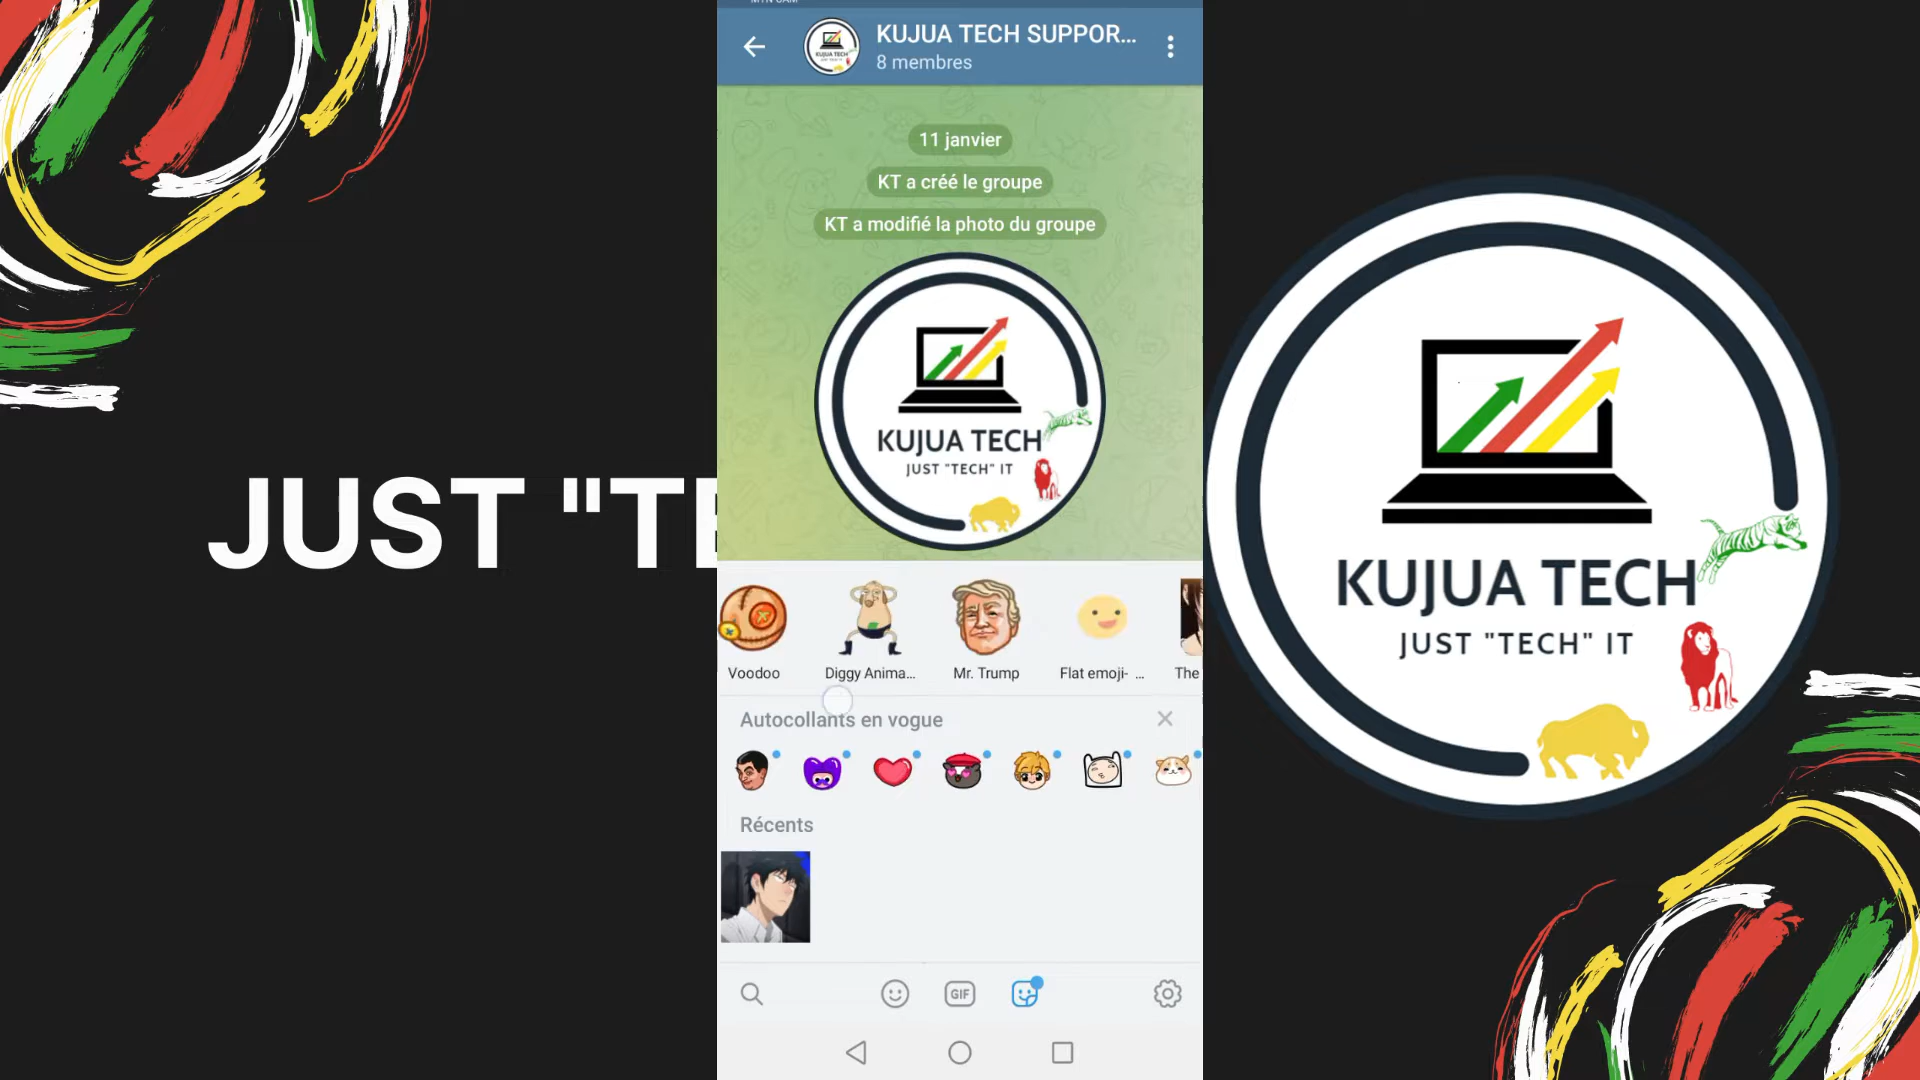 KUJUA TECH SUPPOR...
8 membres
11 janvier
KT a créé le groupe
KT a modifié la photo du groupe
KUJUA TECH
JUST "TECH" IT
JUST "TE
KUJUA TECH
JUST "TECH" IT
Voodoo
Diggy Anima...
Mr. Trump
Flat emoji- ...
The
Autocollants en vogue
Récents
GIF